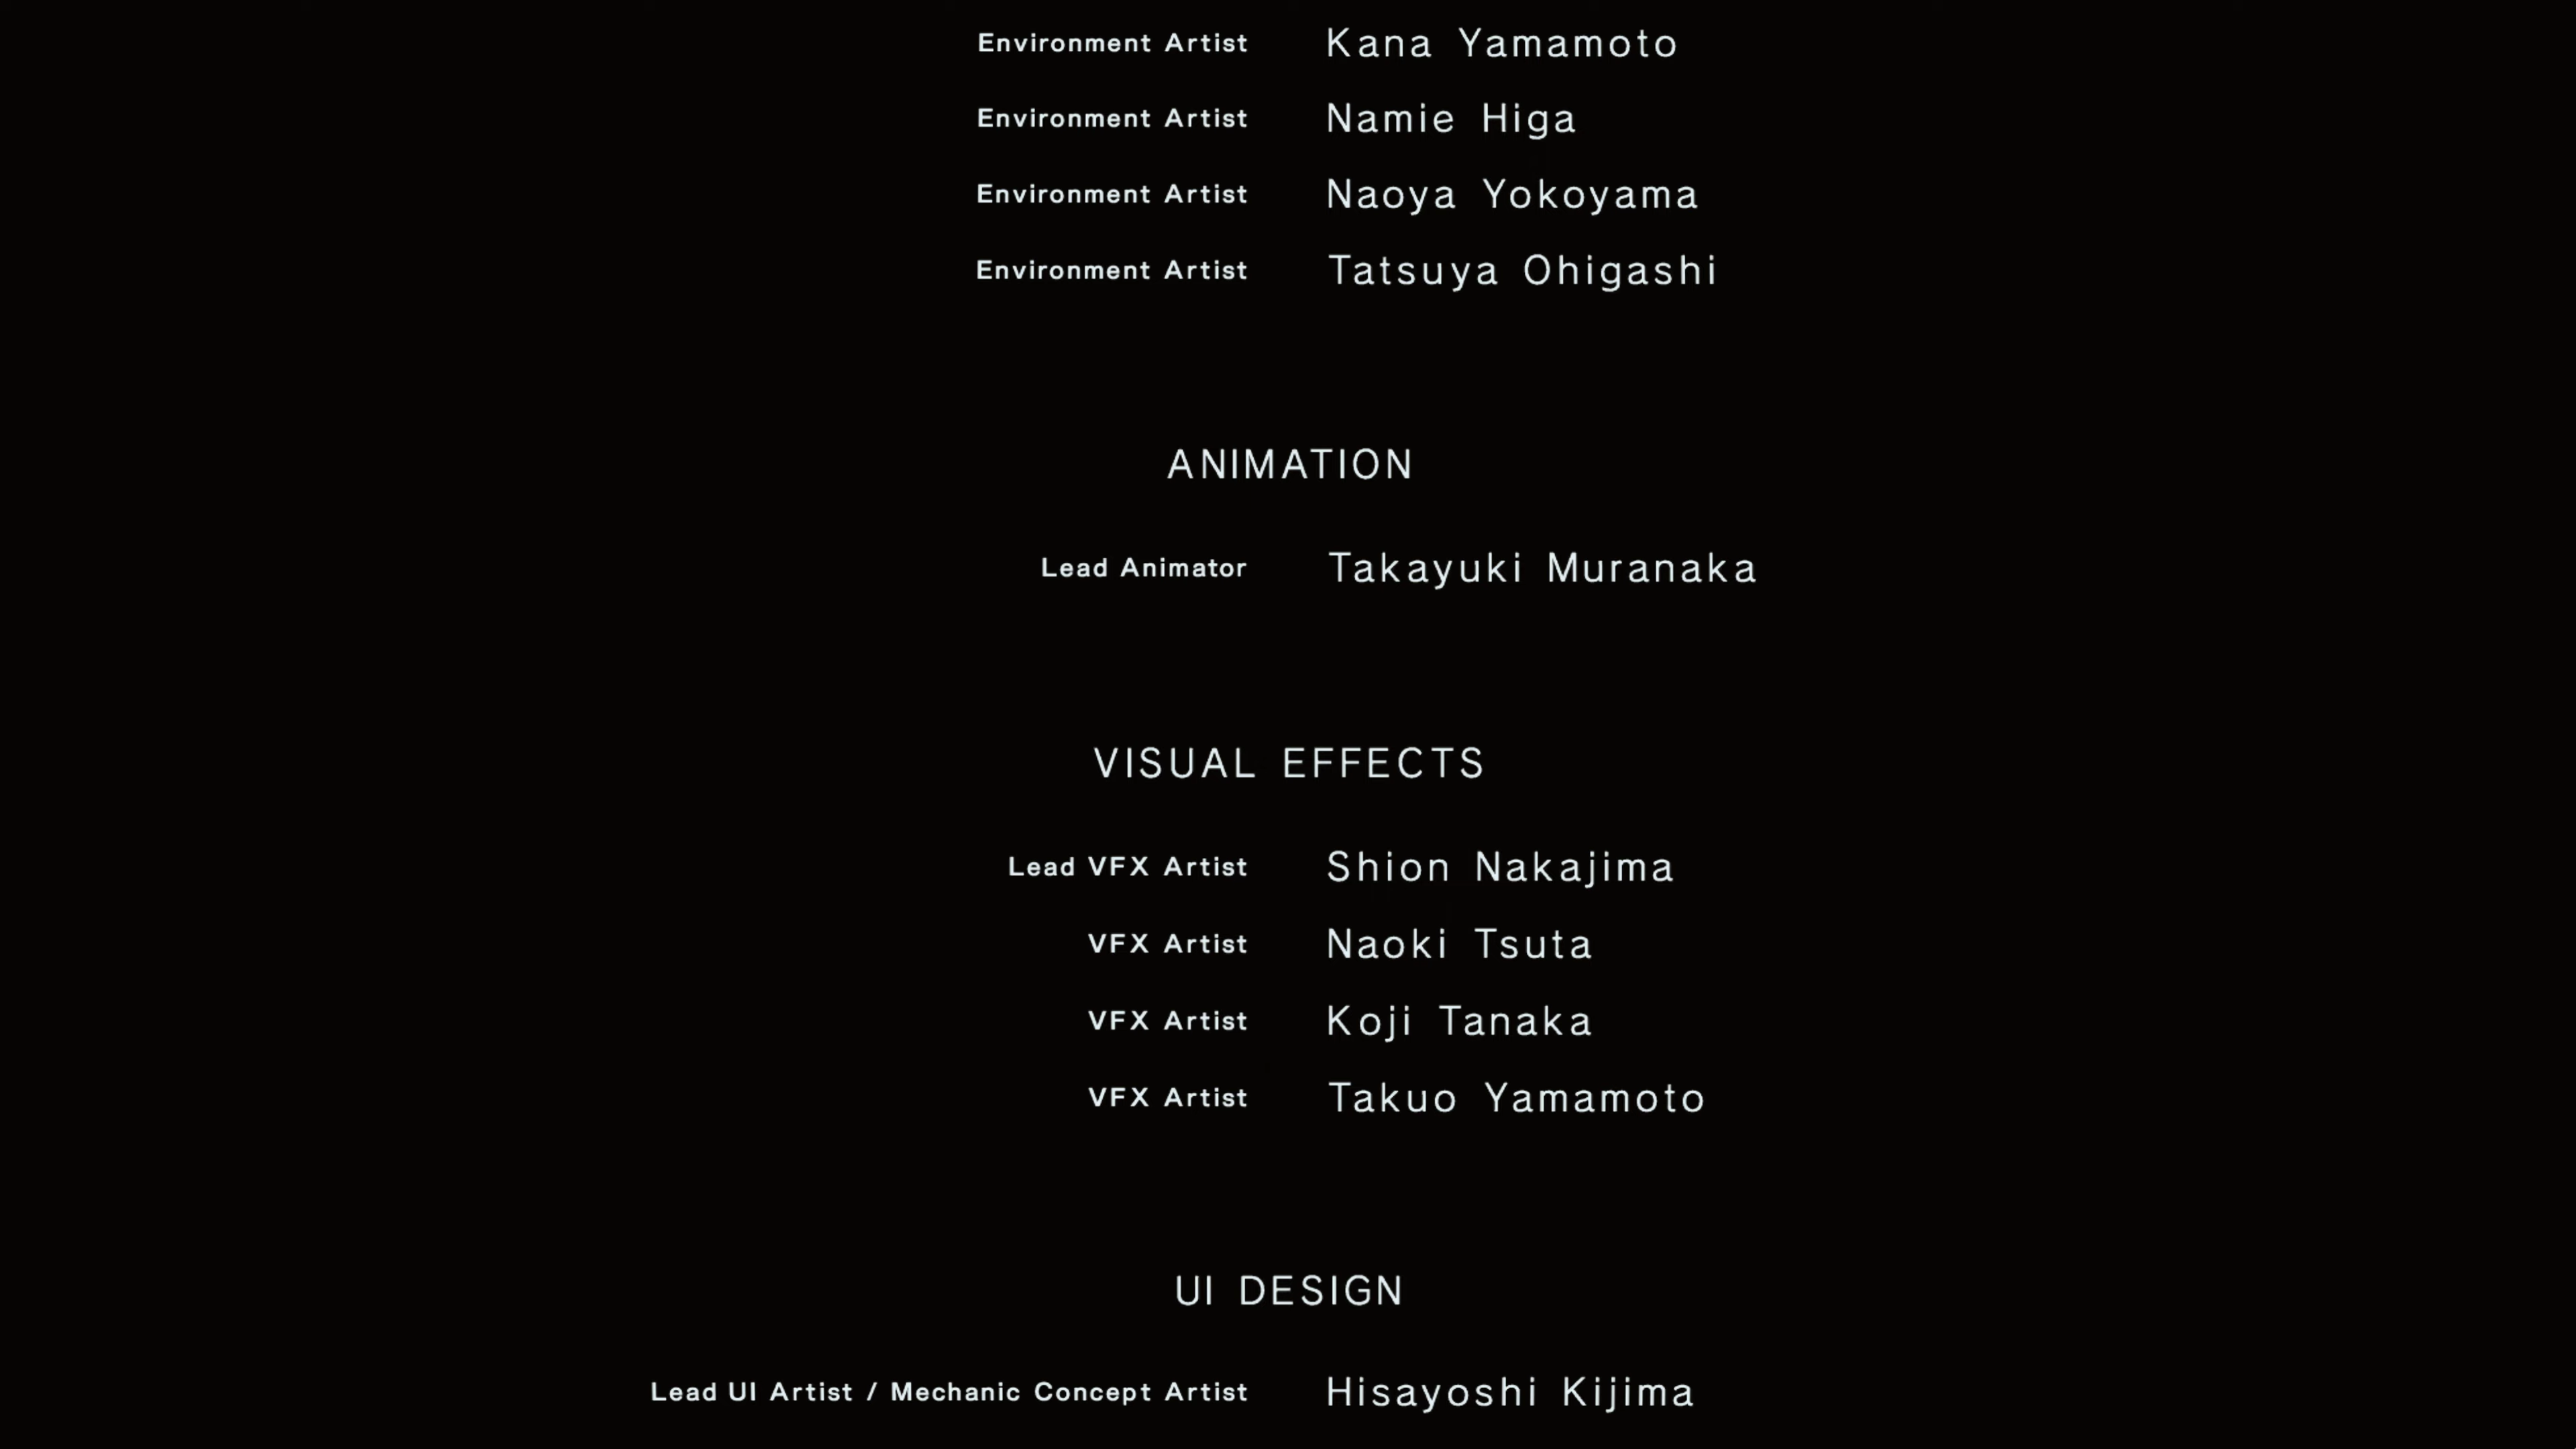 Environment Artist Kana Yamamoto
Environment Artist Namie Higa
Environment Artist Naoya Yokoyama
Environment Artist Tatsuya Ohigashi
ANIMATION
Lead Animator Takayuki Muranaka
VISUAL EFFECTS
Lead VFX Artist Shion Nakajima
VFX Artist Naoki Tsuta
VFX Artist Koji Tanaka
VFX Artist Takuo Yamamoto
UI DESIGN
Lead UI Artist / Mechanic Concept Artist Hisayoshi Kijima